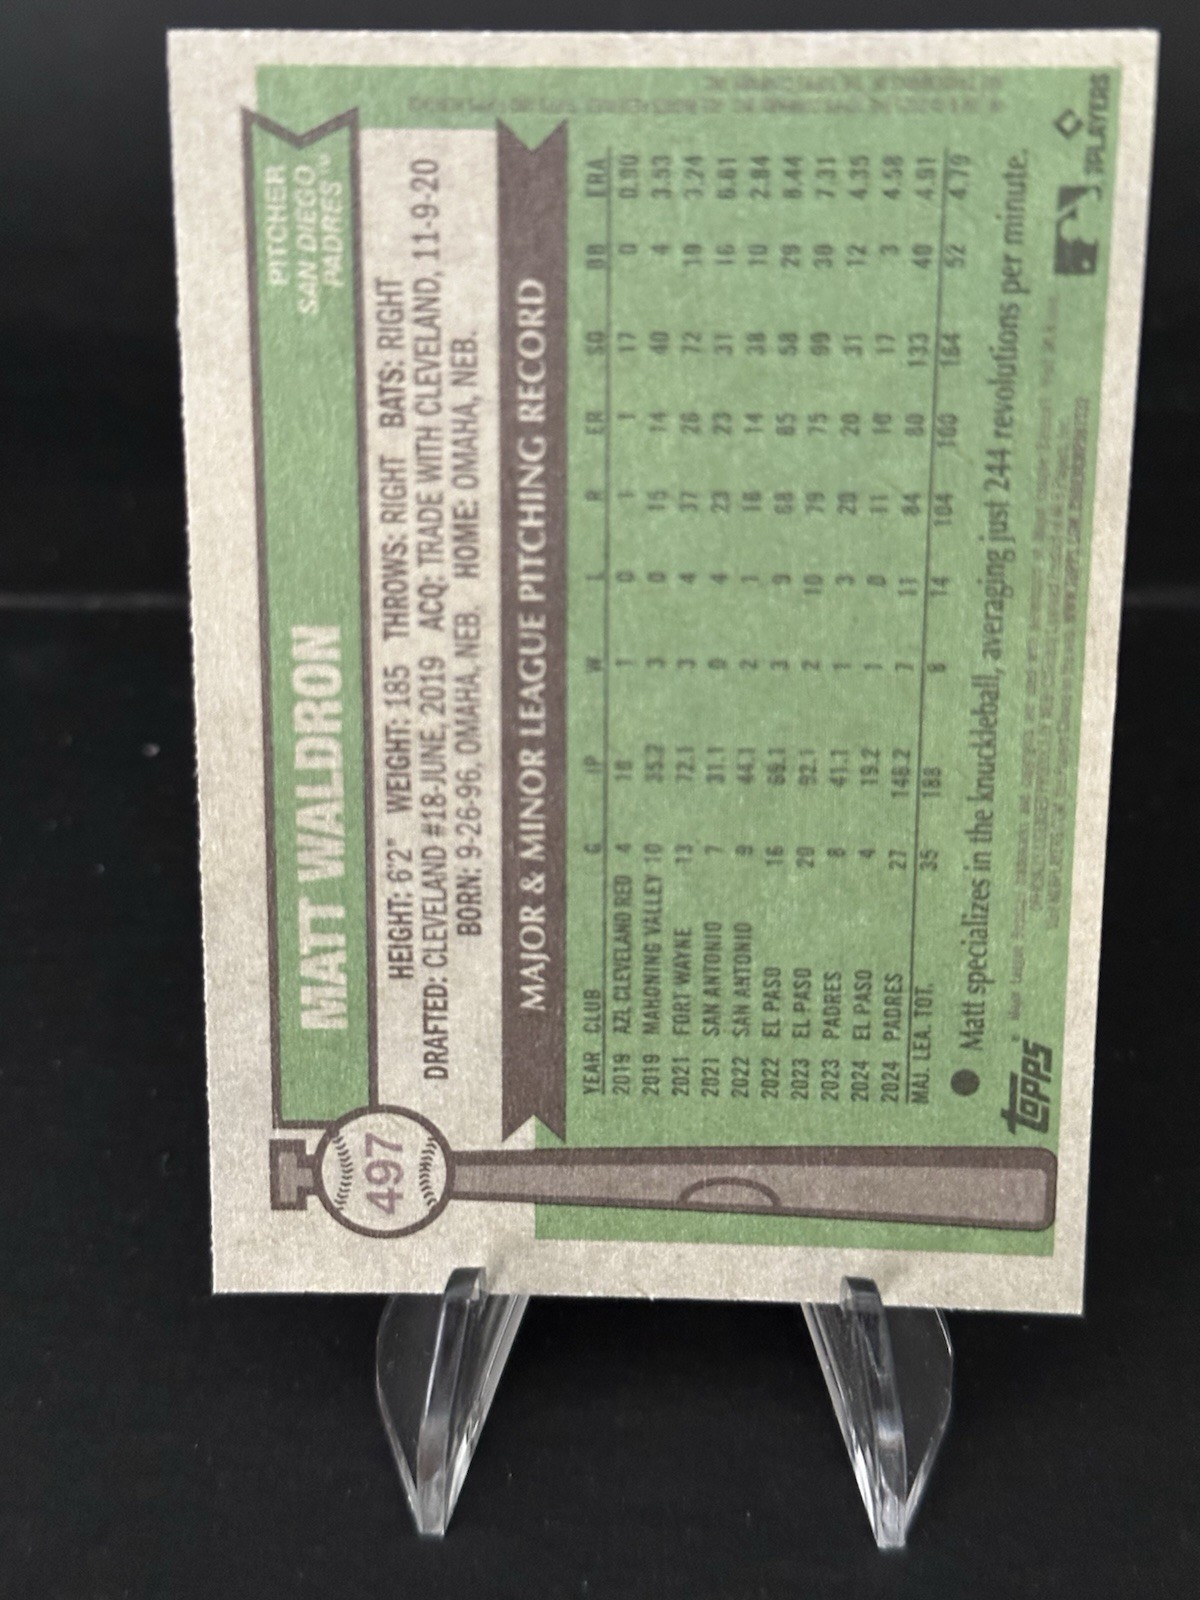 497
MATT WALDRON
PITCHER
SAN DIEGO
PADRES™
HEIGHT: 6'2" WEIGHT: 185 THROWS: RIGHT BATS: RIGHT
DRAFTED: CLEVELAND #18-JUNE, 2019 ACQ: TRADE WITH CLEVELAND, 11-9-20
BORN: 9-26-96, OMAHA, NEB. HOME: OMAHA, NEB.
MAJOR & MINOR LEAGUE PITCHING RECORD
YEAR CLUB G IP W L R ER SO BB ERA
2019 AZL CLEVELAND RED 4 10 1 0 1 1 17 0 0.90
2019 MAHONING VALLEY 10 35.2 3 0 15 14 40 4 3.53
2021 FORT WAYNE 13 72.1 3 4 37 26 72 18 3.24
2021 SAN ANTONIO 7 31.1 0 4 23 23 31 16 6.61
2022 SAN ANTONIO 9 44.1 2 1 16 14 38 10 2.84
2022 EL PASO 16 69.1 3 9 68 65 58 29 8.44
2023 EL PASO 20 92.1 2 10 79 75 99 38 7.31
2023 PADRES 8 41.1 1 3 20 20 31 12 4.35
2024 EL PASO 4 19.2 1 0 11 10 17 3 4.58
2024 PADRES 27 146.2 7 11 84 80 133 40 4.91
MAJ. LEA. TOT. 35 188 8 14 104 100 164 52 4.79
Matt specializes in the knuckleball, averaging just 244 revolutions per minute.
TOPPS
PLAYERS